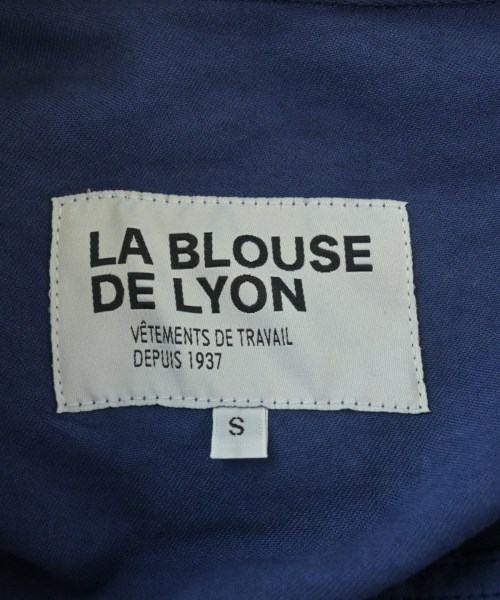 LA BLOUSE
DE LYON
VÊTEMENTS DE TRAVAIL
DEPUIS 1937
S